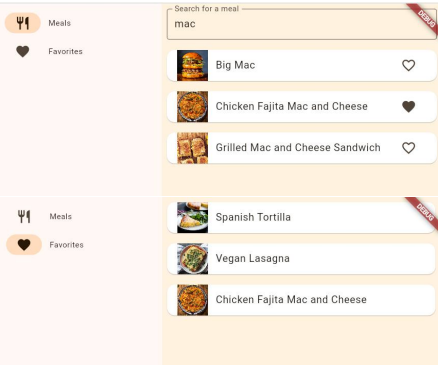 Search for a meal
mac
DEBUG
Meals
Favorites
Big Mac
Chicken Fajita Mac and Cheese
Grilled Mac and Cheese Sandwich
Meals
Favorites
DEBUG
Spanish Tortilla
Vegan Lasagna
Chicken Fajita Mac and Cheese